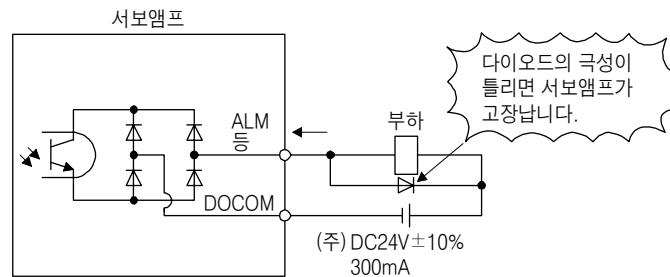 서보앰프
다이오드의 극성이
틀리면 서보앰프가
고장납니다.
ALM
등
부하
DOCOM
(주) DC24V±10%
300mA